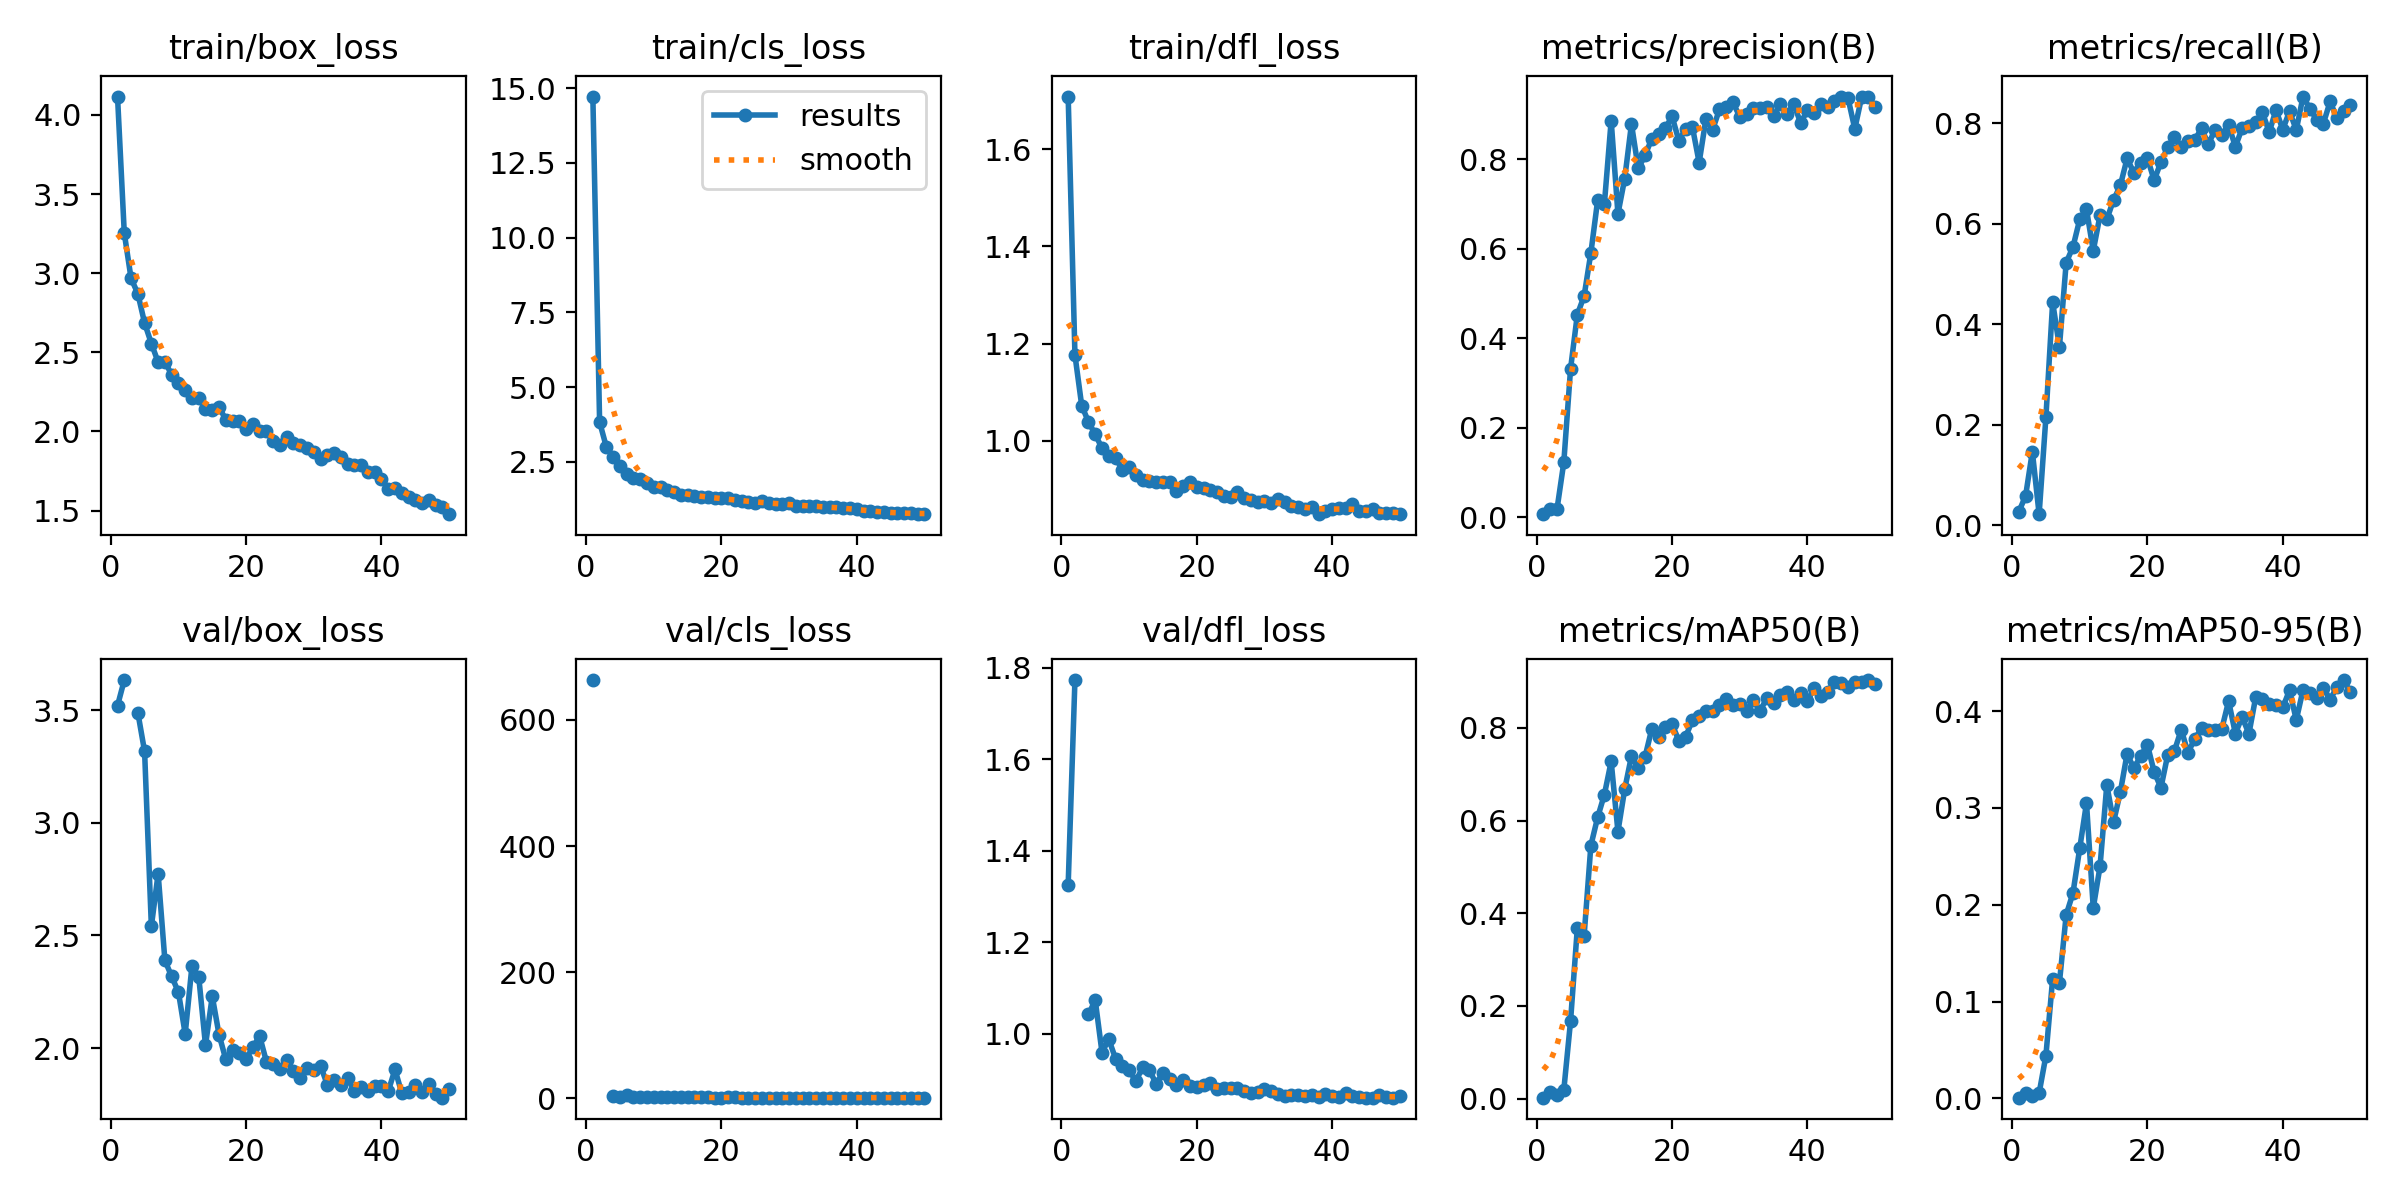 train/box_loss
4.0
3.5
3.0
2.5
2.0
1.5
0 20 40
train/cls_loss
15.0
12.5
10.0
7.5
5.0
2.5
results
smooth
0 20 40
train/dfl_loss
1.6
1.4
1.2
1.0
0 20 40
metrics/precision(B)
0.8
0.6
0.4
0.2
0.0
0 20 40
metrics/recall(B)
0.8
0.6
0.4
0.2
0.0
0 20 40
val/box_loss
3.5
3.0
2.5
2.0
0 20 40
val/cls_loss
600
400
200
0
0 20 40
val/dfl_loss
1.8
1.6
1.4
1.2
1.0
0 20 40
metrics/mAP50(B)
0.8
0.6
0.4
0.2
0.0
0 20 40
metrics/mAP50-95(B)
0.4
0.3
0.2
0.1
0.0
0 20 40